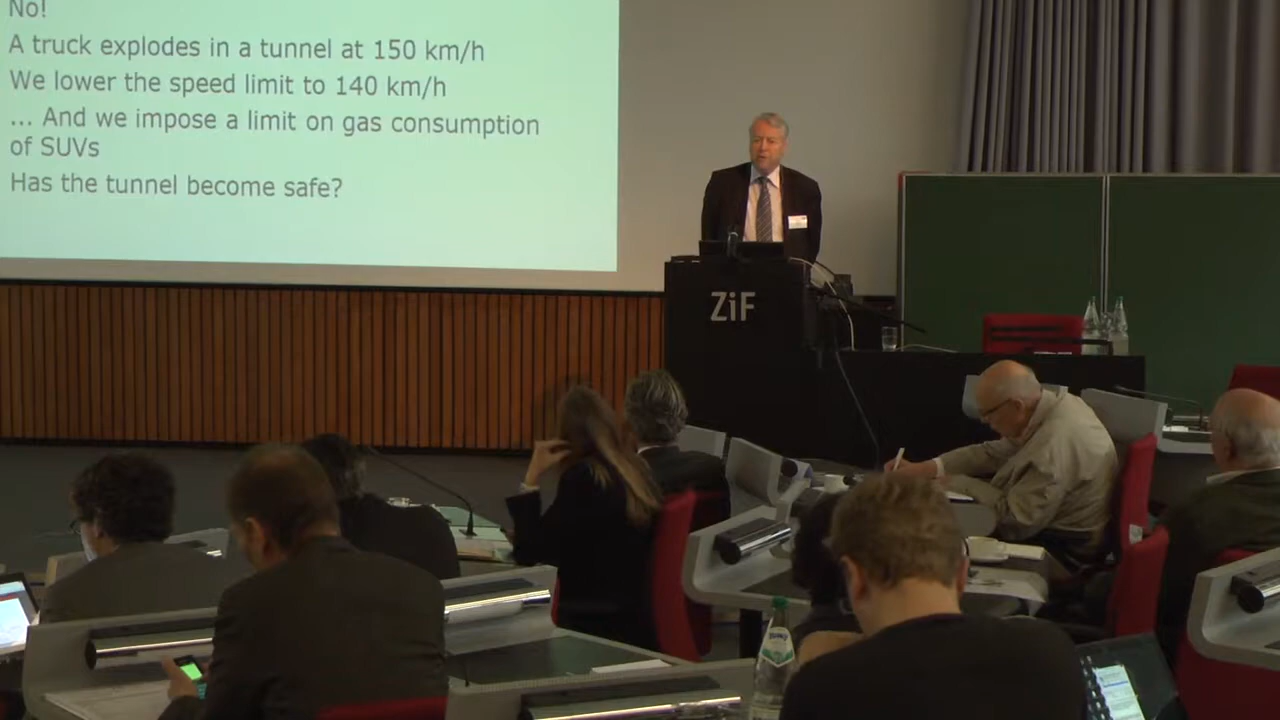 No!
A truck explodes in a tunnel at 150 km/h
We lower the speed limit to 140 km/h
... And we impose a limit on gas consumption
of SUVs
Has the tunnel become safe?
ZiF